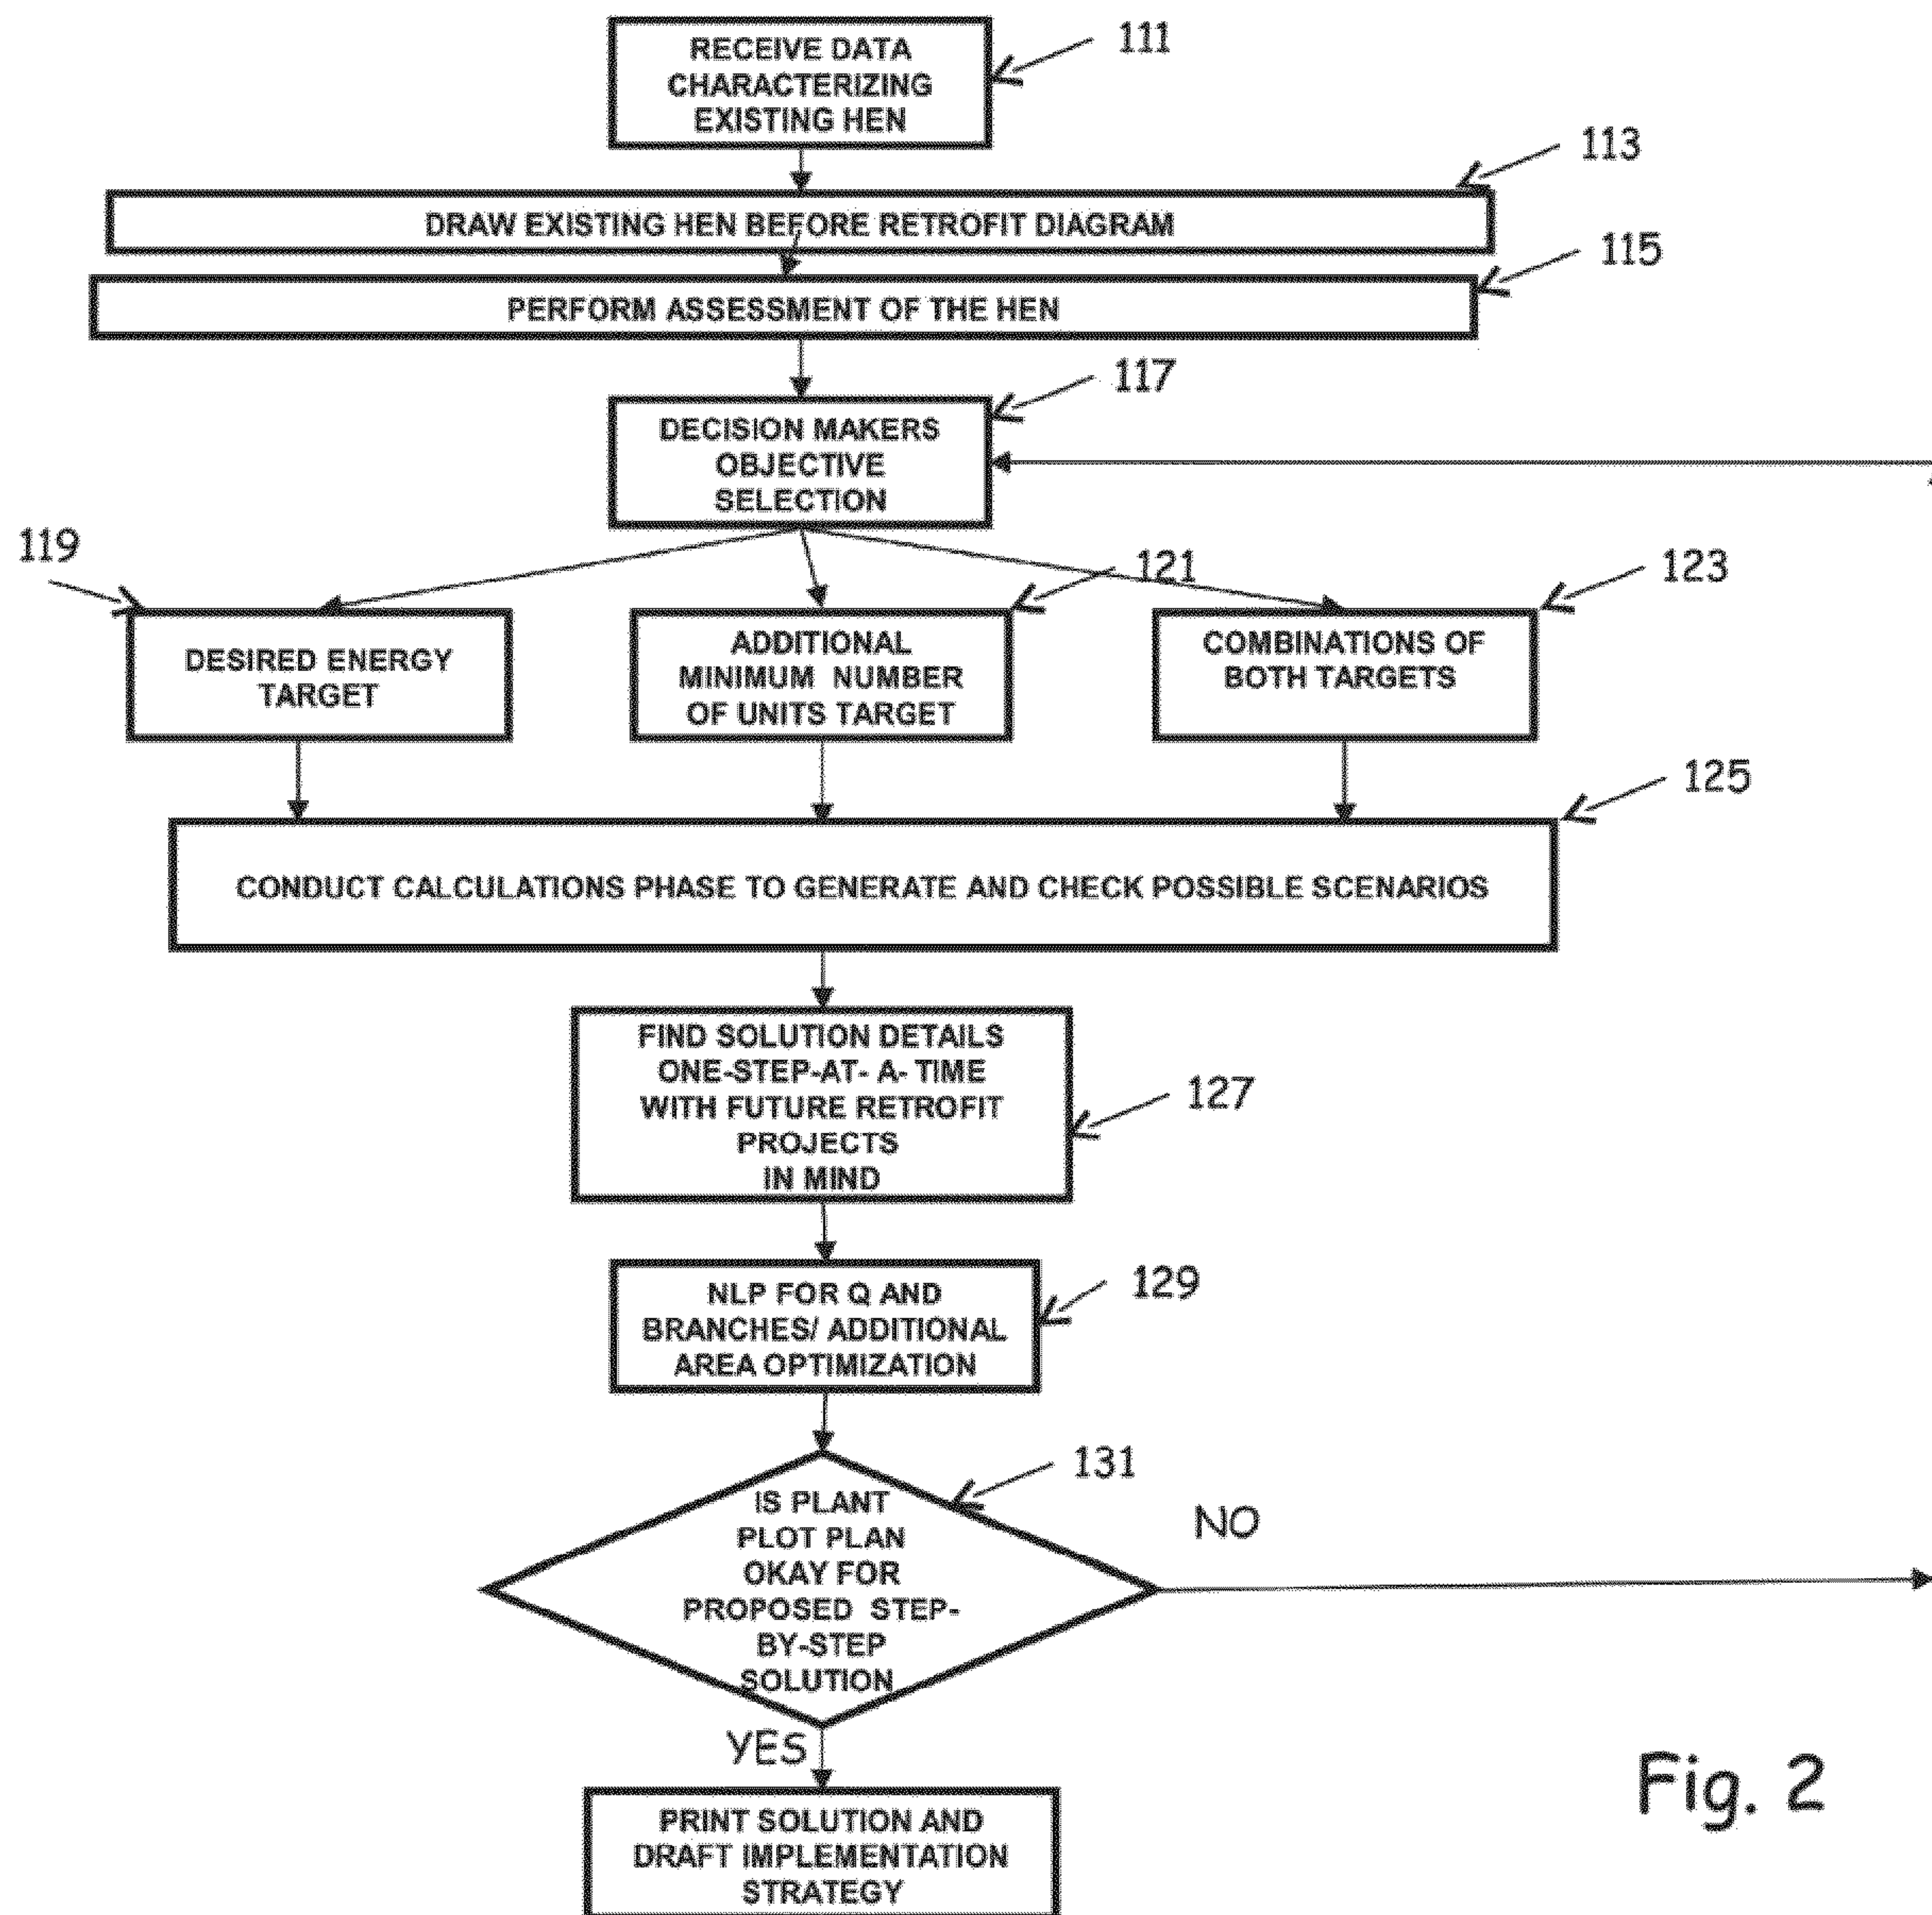 RECEIVE DATA
CHARACTERIZING
EXISTING HEN
111
113
DRAW EXISTING HEN BEFORE RETROFIT DIAGRAM
115
PERFORM ASSESSMENT OF THE HEN
117
DECISION MAKERS
OBJECTIVE
SELECTION
119
121
123
DESIRED ENERGY
TARGET
ADDITIONAL
MINIMUM NUMBER
OF UNITS TARGET
COMBINATIONS OF
BOTH TARGETS
125
CONDUCT CALCULATIONS PHASE TO GENERATE AND CHECK POSSIBLE SCENARIOS
FIND SOLUTION DETAILS
ONE-STEP-AT- A- TIME
WITH FUTURE RETROFIT
PROJECTS
IN MIND
127
NLP FOR Q AND
BRANCHES/ ADDITIONAL
AREA OPTIMIZATION
129
131
IS PLANT
PLOT PLAN
OKAY FOR
PROPOSED STEP-
BY-STEP
SOLUTION
NO
YES
PRINT SOLUTION AND
DRAFT IMPLEMENTATION
STRATEGY
Fig. 2